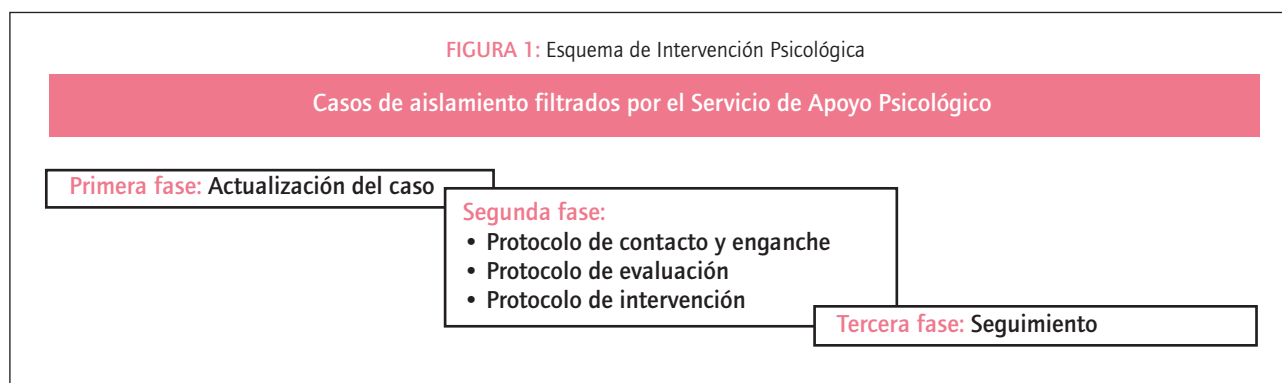 FIGURA 1: Esquema de Intervención Psicológica
Casos de aislamiento filtrados por el Servicio de Apoyo Psicológico
Primera fase: Actualización del caso
Segunda fase:
• Protocolo de contacto y enganche
• Protocolo de evaluación
• Protocolo de intervención
Tercera fase: Seguimiento